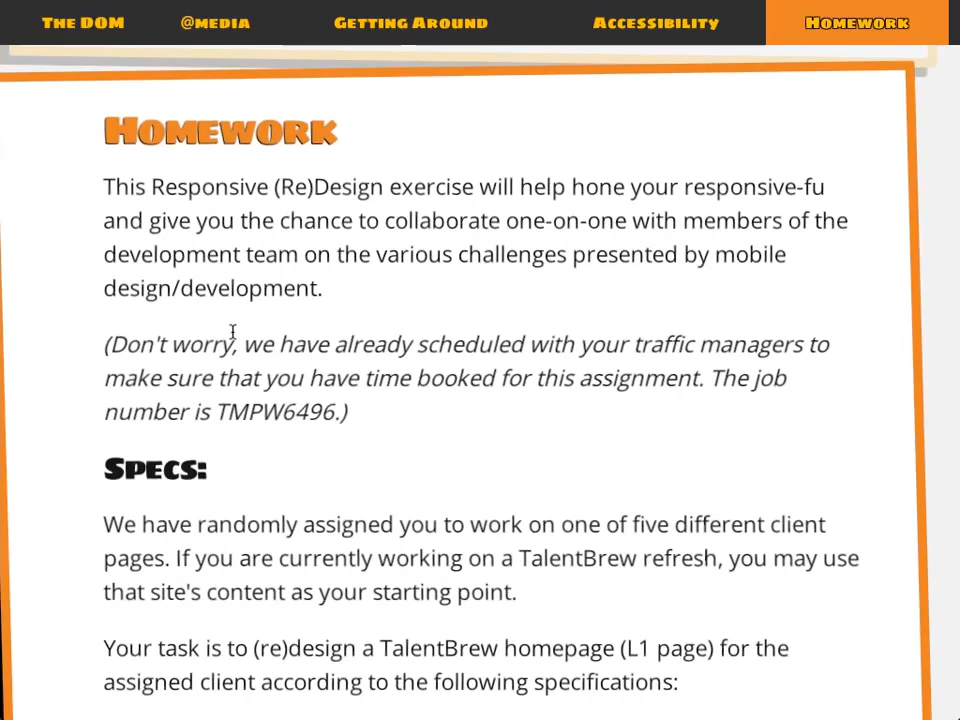 The DOM @media Getting Around Accessibility Homework
Homework
This Responsive (Re)Design exercise will help hone your responsive-fu
and give you the chance to collaborate one-on-one with members of the
development team on the various challenges presented by mobile
design/development.
(Don't worry, we have already scheduled with your traffic managers to
make sure that you have time booked for this assignment. The job
number is TMPW6496.)
Specs:
We have randomly assigned you to work on one of five different client
pages. If you are currently working on a TalentBrew refresh, you may use
that site's content as your starting point.
Your task is to (re)design a TalentBrew homepage (L1 page) for the
assigned client according to the following specifications: